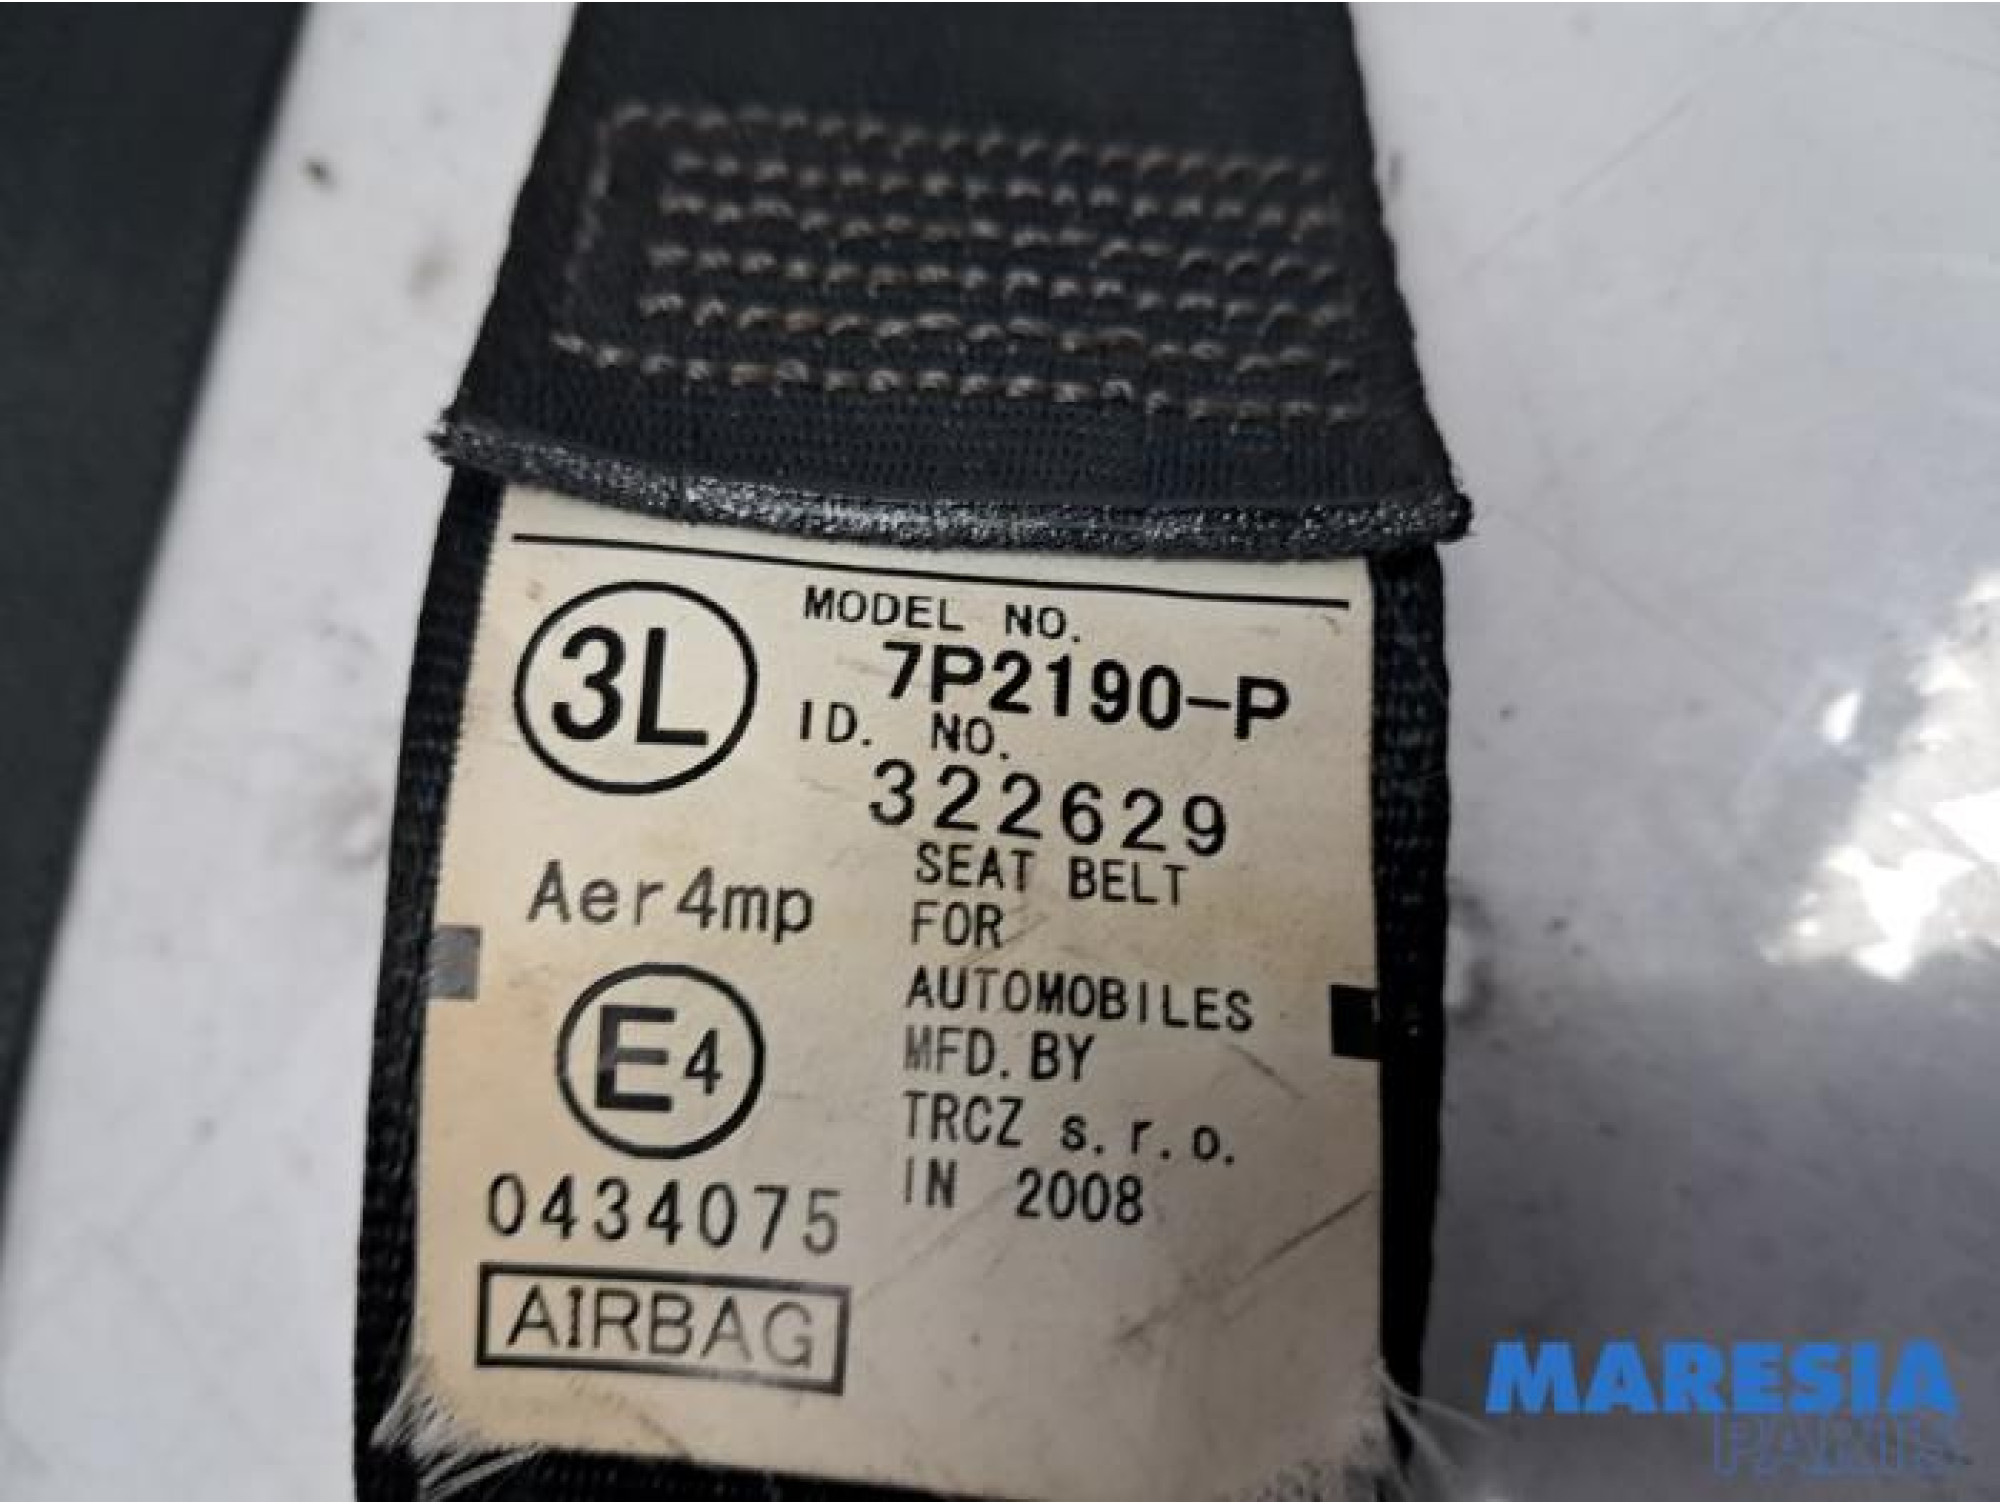 3L
MODEL NO.
7P2190-P
ID. NO.
322629
Aer4mp
SEAT BELT
FOR
AUTOMOBILES
MFD. BY
TRCZ s.r.o.
IN 2008
E4
0434075
AIRBAG
MARESIA
PARTS